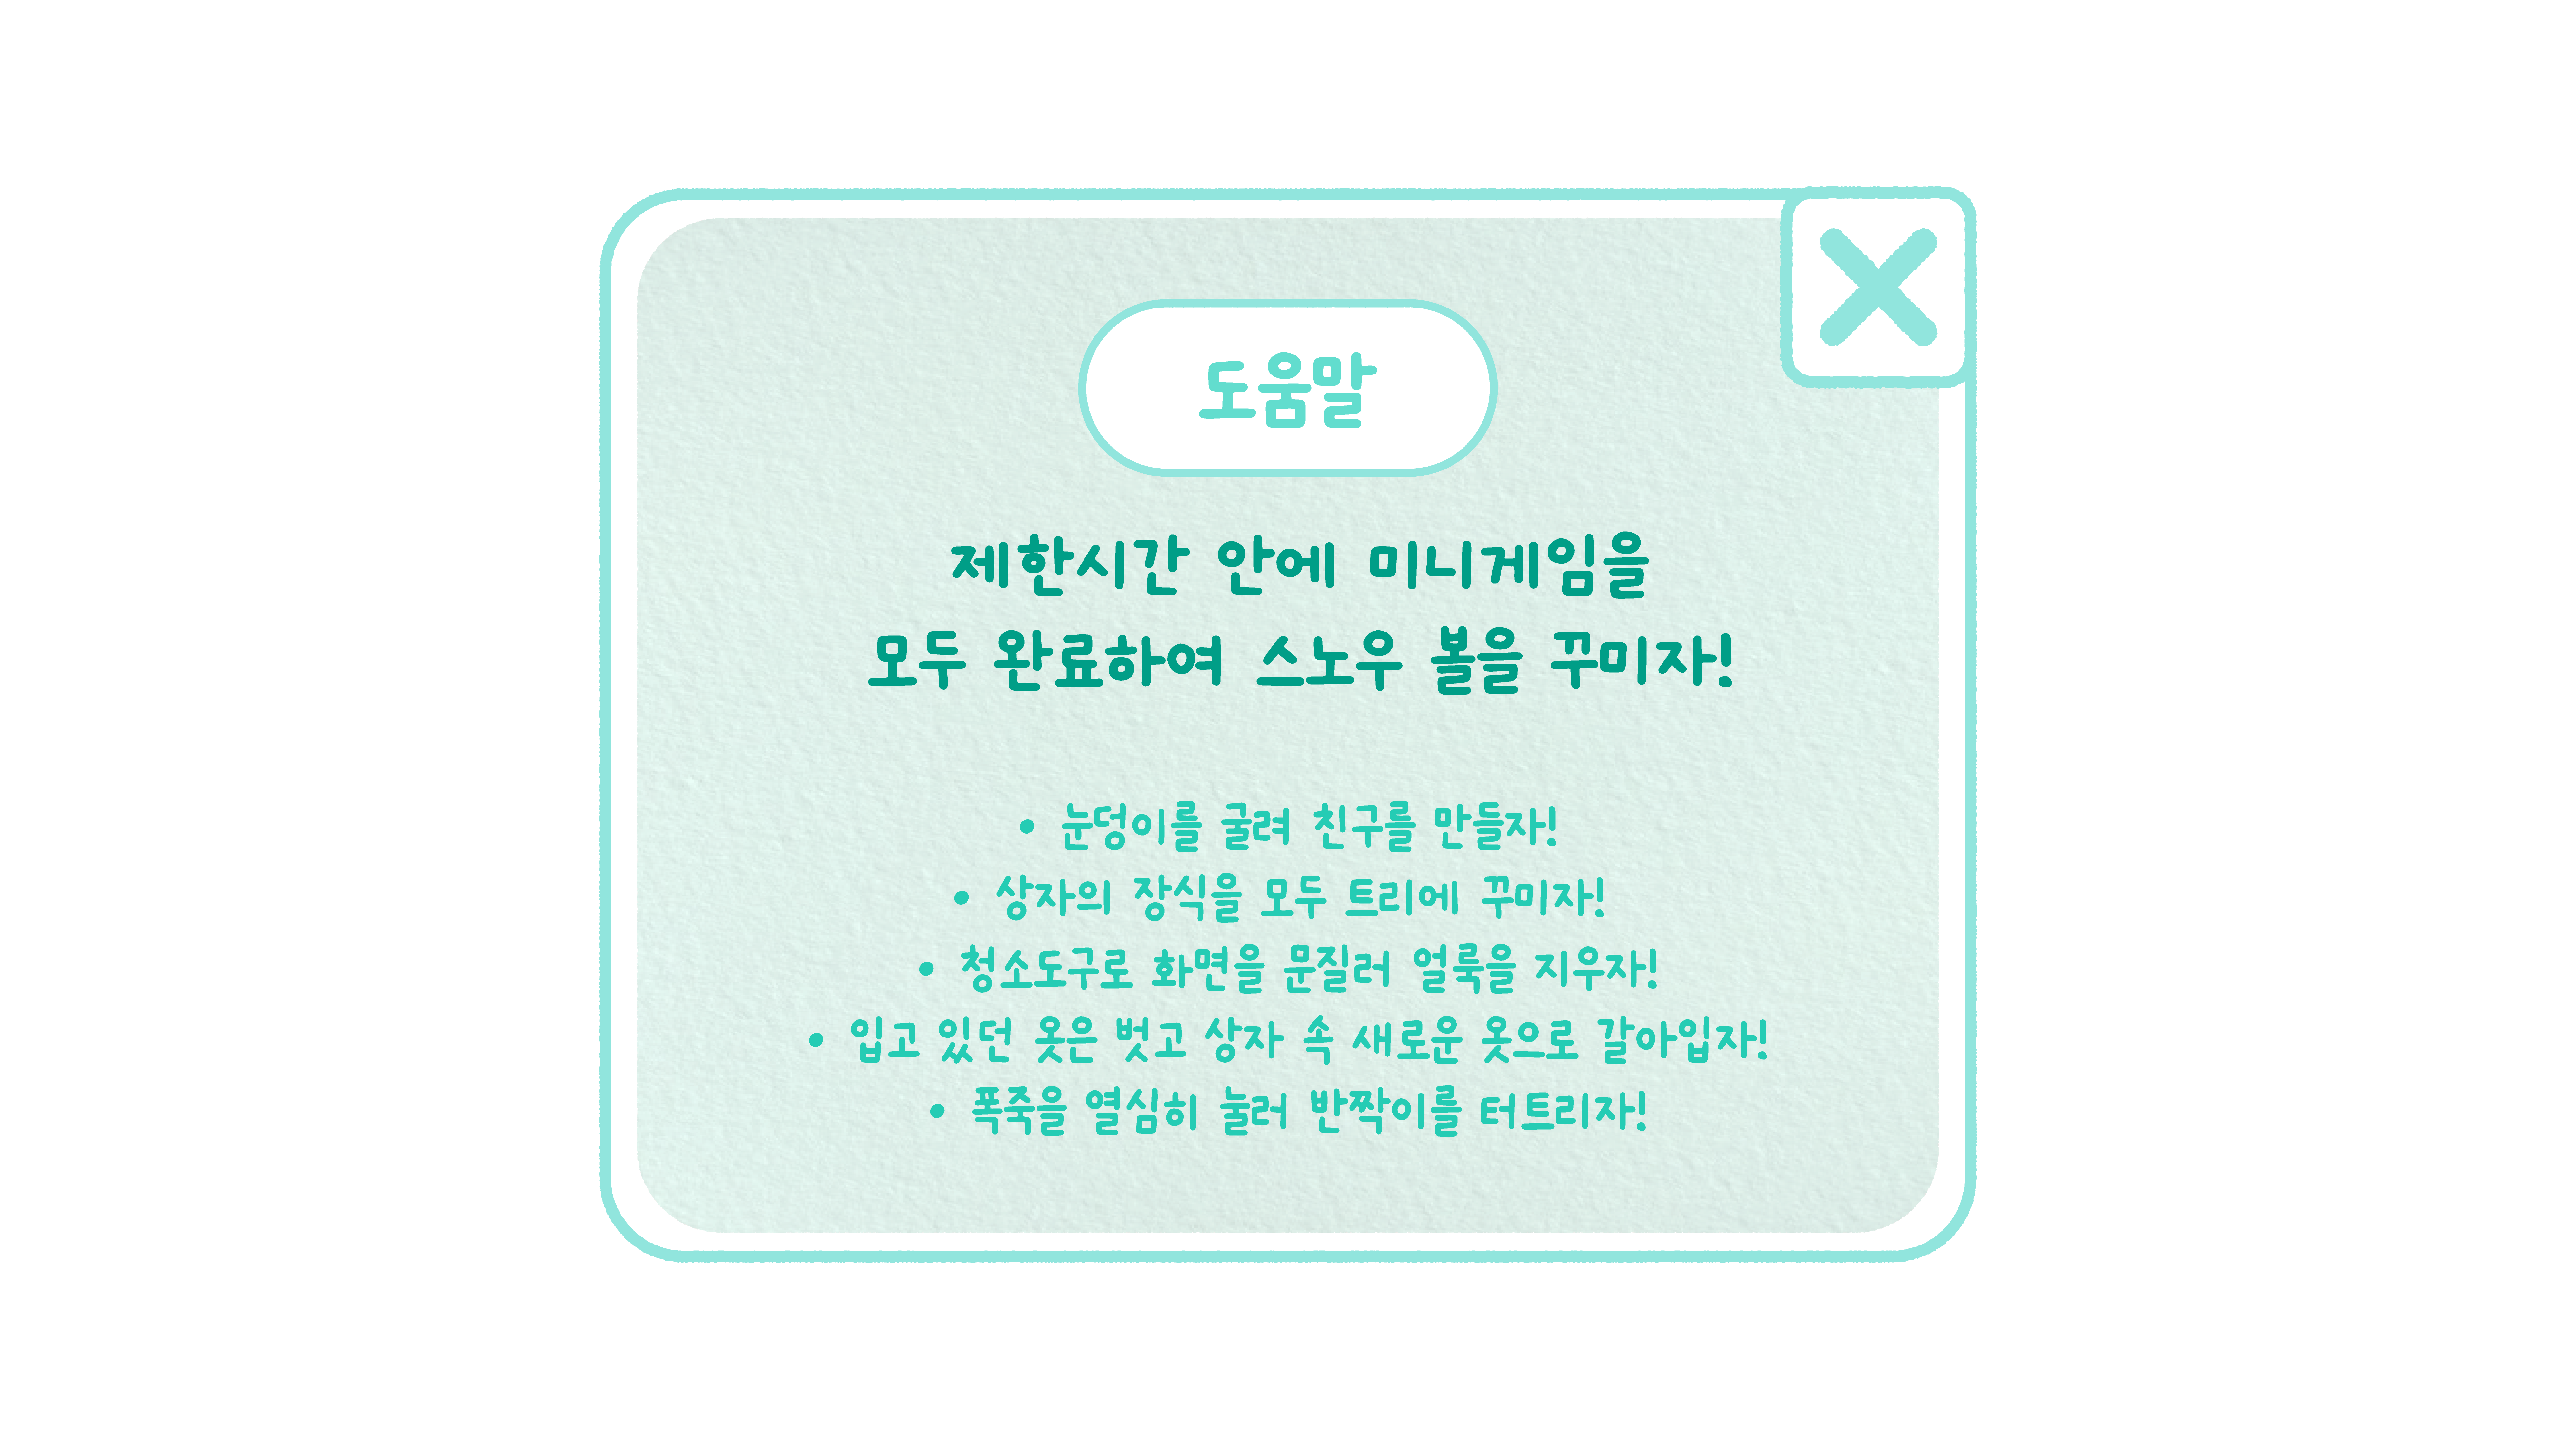 도움말
제한시간 안에 미니게임을
모두 완료하여 스노우 볼을 꾸미자!
• 눈덩이를 굴려 친구를 만들자!
• 상자의 장식을 모두 트리에 꾸미자!
• 청소도구로 화면을 문질러 얼룩을 지우자!
• 입고 있던 옷은 벗고 상자 속 새로운 옷으로 갈아입자!
• 폭죽을 열심히 눌러 반짝이를 터트리자!